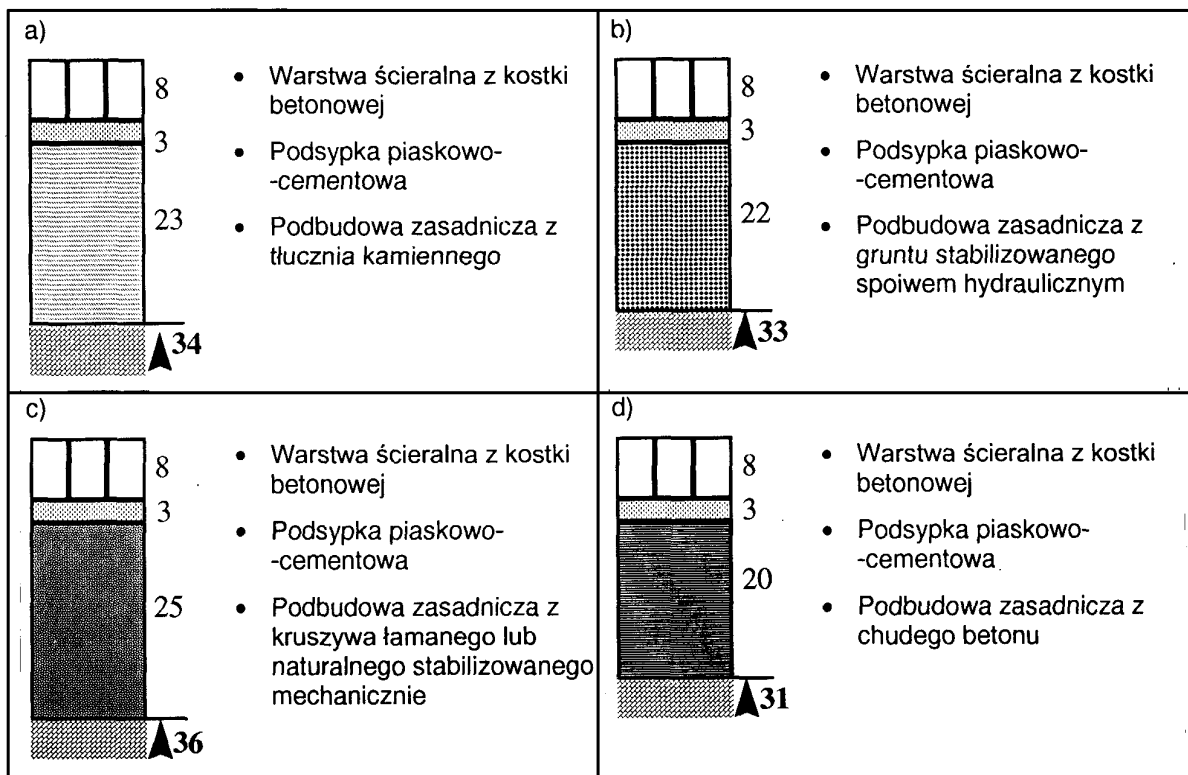 a)
8
3
23
34
• Warstwa ścieralna z kostki
betonowej
• Podsypka piaskowo-
-cementowa
• Podbudowa zasadnicza z
tłucznia kamiennego
b)
8
3
22
33
• Warstwa ścieralna z kostki
betonowej
• Podsypka piaskowo-
-cementowa
• Podbudowa zasadnicza z
gruntu stabilizowanego
spoiwem hydraulicznym
c)
8
3
25
36
• Warstwa ścieralna z kostki
betonowej
• Podsypka piaskowo-
-cementowa
• Podbudowa zasadnicza z
kruszywa łamanego lub
naturalnego stabilizowanego
mechanicznie
d)
8
3
20
31
• Warstwa ścieralna z kostki
betonowej
• Podsypka piaskowo-
-cementowa
• Podbudowa zasadnicza z
chudego betonu